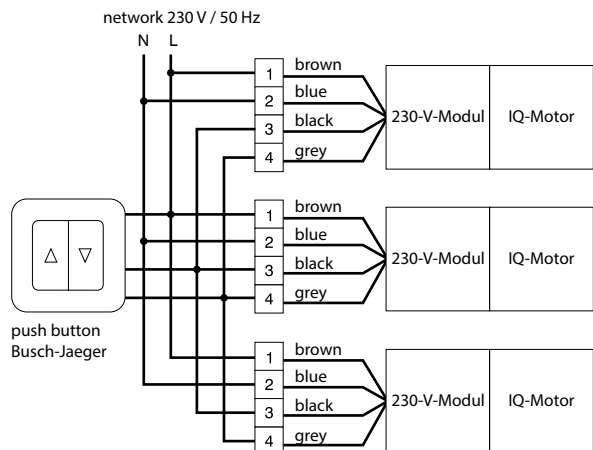 network 230 V / 50 Hz
N L
1 brown
2 blue
3 black
4 grey
230-V-Modul IQ-Motor
1 brown
2 blue
3 black
4 grey
230-V-Modul IQ-Motor
push button
Busch-Jaeger
1 brown
2 blue
3 black
4 grey
230-V-Modul IQ-Motor